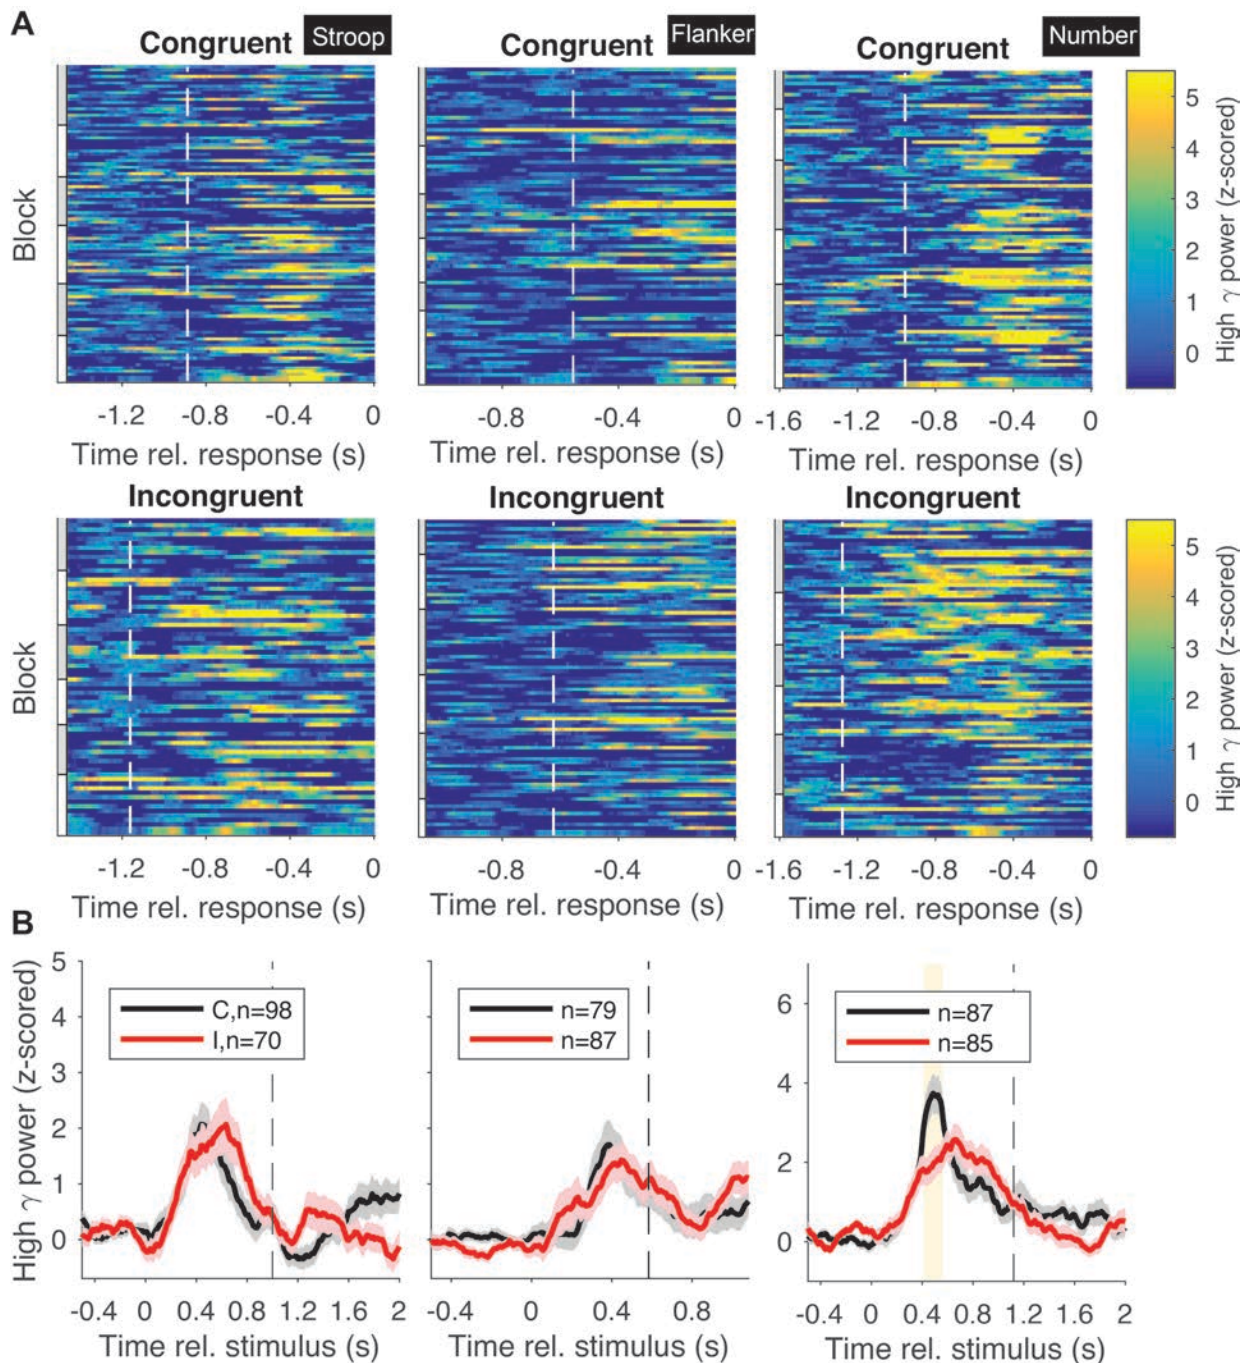 A
Congruent Stroop
Congruent Flanker
Congruent Number
Block
-1.2 -0.8 -0.4 0
Time rel. response (s)
-0.8 -0.4 0
Time rel. response (s)
-1.6 -1.2 -0.8 -0.4 0
Time rel. response (s)
5
4
3
2
1
0
High γ power (z-scored)
Incongruent
Incongruent
Incongruent
Block
-1.2 -0.8 -0.4 0
Time rel. response (s)
-0.8 -0.4 0
Time rel. response (s)
-1.6 -1.2 -0.8 -0.4 0
Time rel. response (s)
5
4
3
2
1
0
High γ power (z-scored)
B
High γ power (z-scored)
5
4
3
2
1
0
C,n=98
I,n=70
-0.4 0 0.4 0.8 1.2 1.6 2
Time rel. stimulus (s)
n=79
n=87
-0.4 0 0.4 0.8
Time rel. stimulus (s)
6
4
2
0
n=87
n=85
-0.4 0 0.4 0.8 1.2 1.6 2
Time rel. stimulus (s)